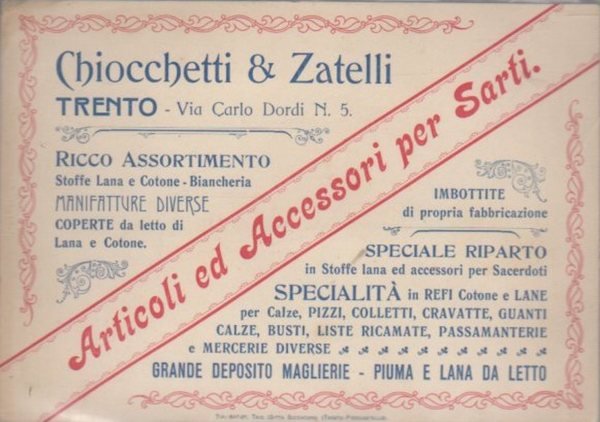 Chiocchetti & Zatelli
TRENTO - Via Carlo Dordi N. 5.
RICCO ASSORTIMENTO
Stoffe Lana e Cotone - Biancheria
MANIFATTURE DIVERSE
COPERTE da letto di
Lana e Cotone.
Articoli ed Accessori per Sarti.
IMBOTTITE
di propria fabbricazione
SPECIALE RIPARTO
in Stoffe lana ed accessori per Sacerdoti
SPECIALITÀ in REFI Cotone e LANE
per Calze, PIZZI, COLLETTI, CRAVATTE, GUANTI
CALZE, BUSTI, LISTE RICAMATE, PASSAMANTERIE
e MERCERIE DIVERSE
GRANDE DEPOSITO MAGLIERIE - PIUMA E LANA DA LETTO